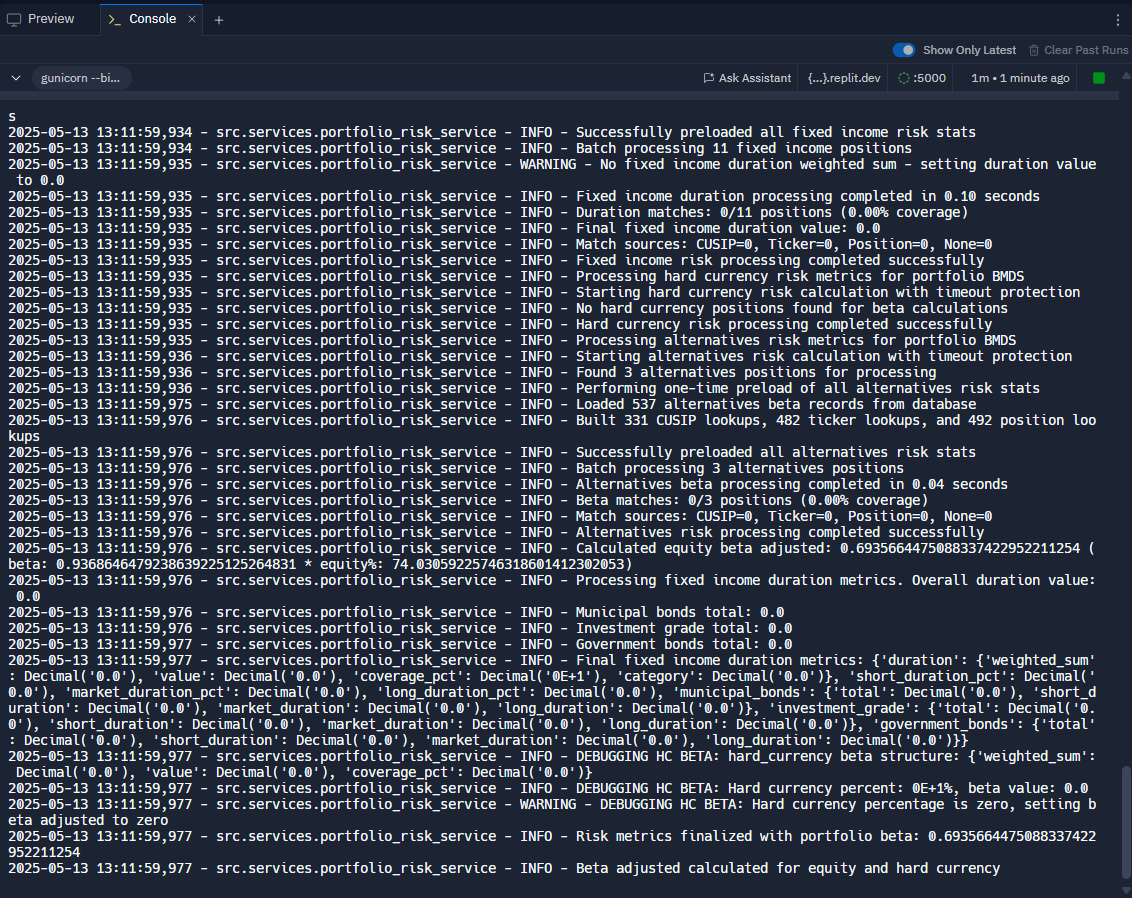 Preview
Console
Show Only Latest
Clear Past Runs
gunicorn --bi...
Ask Assistant
{...}.replit.dev
:5000
1m • 1 minute ago
s
2025-05-13 13:11:59,934 - src.services.portfolio_risk_service - INFO - Successfully preloaded all fixed income risk stats
2025-05-13 13:11:59,934 - src.services.portfolio_risk_service - INFO - Batch processing 11 fixed income positions
2025-05-13 13:11:59,935 - src.services.portfolio_risk_service - WARNING - No fixed income duration weighted sum - setting duration value
to 0.0
2025-05-13 13:11:59,935 - src.services.portfolio_risk_service - INFO - Fixed income duration processing completed in 0.10 seconds
2025-05-13 13:11:59,935 - src.services.portfolio_risk_service - INFO - Duration matches: 0/11 positions (0.00% coverage)
2025-05-13 13:11:59,935 - src.services.portfolio_risk_service - INFO - Final fixed income duration value: 0.0
2025-05-13 13:11:59,935 - src.services.portfolio_risk_service - INFO - Match sources: CUSIP=0, Ticker=0, Position=0, None=0
2025-05-13 13:11:59,935 - src.services.portfolio_risk_service - INFO - Fixed income risk processing completed successfully
2025-05-13 13:11:59,935 - src.services.portfolio_risk_service - INFO - Processing hard currency risk metrics for portfolio BMDS
2025-05-13 13:11:59,935 - src.services.portfolio_risk_service - INFO - Starting hard currency risk calculation with timeout protection
2025-05-13 13:11:59,935 - src.services.portfolio_risk_service - INFO - No hard currency positions found for beta calculations
2025-05-13 13:11:59,935 - src.services.portfolio_risk_service - INFO - Hard currency risk processing completed successfully
2025-05-13 13:11:59,935 - src.services.portfolio_risk_service - INFO - Processing alternatives risk metrics for portfolio BMDS
2025-05-13 13:11:59,936 - src.services.portfolio_risk_service - INFO - Starting alternatives risk calculation with timeout protection
2025-05-13 13:11:59,936 - src.services.portfolio_risk_service - INFO - Found 3 alternatives positions for processing
2025-05-13 13:11:59,936 - src.services.portfolio_risk_service - INFO - Performing one-time preload of all alternatives risk stats
2025-05-13 13:11:59,975 - src.services.portfolio_risk_service - INFO - Loaded 537 alternatives beta records from database
2025-05-13 13:11:59,976 - src.services.portfolio_risk_service - INFO - Built 331 CUSIP lookups, 482 ticker lookups, and 492 position loo
kups
2025-05-13 13:11:59,976 - src.services.portfolio_risk_service - INFO - Successfully preloaded all alternatives risk stats
2025-05-13 13:11:59,976 - src.services.portfolio_risk_service - INFO - Batch processing 3 alternatives positions
2025-05-13 13:11:59,976 - src.services.portfolio_risk_service - INFO - Alternatives beta processing completed in 0.04 seconds
2025-05-13 13:11:59,976 - src.services.portfolio_risk_service - INFO - Beta matches: 0/3 positions (0.00% coverage)
2025-05-13 13:11:59,976 - src.services.portfolio_risk_service - INFO - Match sources: CUSIP=0, Ticker=0, Position=0, None=0
2025-05-13 13:11:59,976 - src.services.portfolio_risk_service - INFO - Alternatives risk processing completed successfully
2025-05-13 13:11:59,976 - src.services.portfolio_risk_service - INFO - Calculated equity beta adjusted: 0.6935664475088337422952211254 (
beta: 0.9368646479238639225125264831 * equity%: 74.03059225746318601412302053)
2025-05-13 13:11:59,976 - src.services.portfolio_risk_service - INFO - Processing fixed income duration metrics. Overall duration value:
0.0
2025-05-13 13:11:59,976 - src.services.portfolio_risk_service - INFO - Municipal bonds total: 0.0
2025-05-13 13:11:59,976 - src.services.portfolio_risk_service - INFO - Investment grade total: 0.0
2025-05-13 13:11:59,977 - src.services.portfolio_risk_service - INFO - Government bonds total: 0.0
2025-05-13 13:11:59,977 - src.services.portfolio_risk_service - INFO - Final fixed income duration metrics: {'duration': {'weighted_sum'
: Decimal('0.0'), 'value': Decimal('0.0'), 'coverage_pct': Decimal('0E+1'), 'category': Decimal('0.0')}, 'short_duration_pct': Decimal('
0.0'), 'market_duration_pct': Decimal('0.0'), 'long_duration_pct': Decimal('0.0'), 'municipal_bonds': {'total': Decimal('0.0'), 'short_d
uration': Decimal('0.0'), 'market_duration': Decimal('0.0'), 'long_duration': Decimal('0.0')}, 'investment_grade': {'total': Decimal('0.
0'), 'short_duration': Decimal('0.0'), 'market_duration': Decimal('0.0'), 'long_duration': Decimal('0.0')}, 'government_bonds': {'total'
: Decimal('0.0'), 'short_duration': Decimal('0.0'), 'market_duration': Decimal('0.0'), 'long_duration': Decimal('0.0')}}
2025-05-13 13:11:59,977 - src.services.portfolio_risk_service - INFO - DEBUGGING HC BETA: hard_currency beta structure: {'weighted_sum':
Decimal('0.0'), 'value': Decimal('0.0'), 'coverage_pct': Decimal('0.0')}
2025-05-13 13:11:59,977 - src.services.portfolio_risk_service - INFO - DEBUGGING HC BETA: Hard currency percent: 0E+1%, beta value: 0.0
2025-05-13 13:11:59,977 - src.services.portfolio_risk_service - WARNING - DEBUGGING HC BETA: Hard currency percentage is zero, setting b
eta adjusted to zero
2025-05-13 13:11:59,977 - src.services.portfolio_risk_service - INFO - Risk metrics finalized with portfolio beta: 0.6935664475088337422
952211254
2025-05-13 13:11:59,977 - src.services.portfolio_risk_service - INFO - Beta adjusted calculated for equity and hard currency